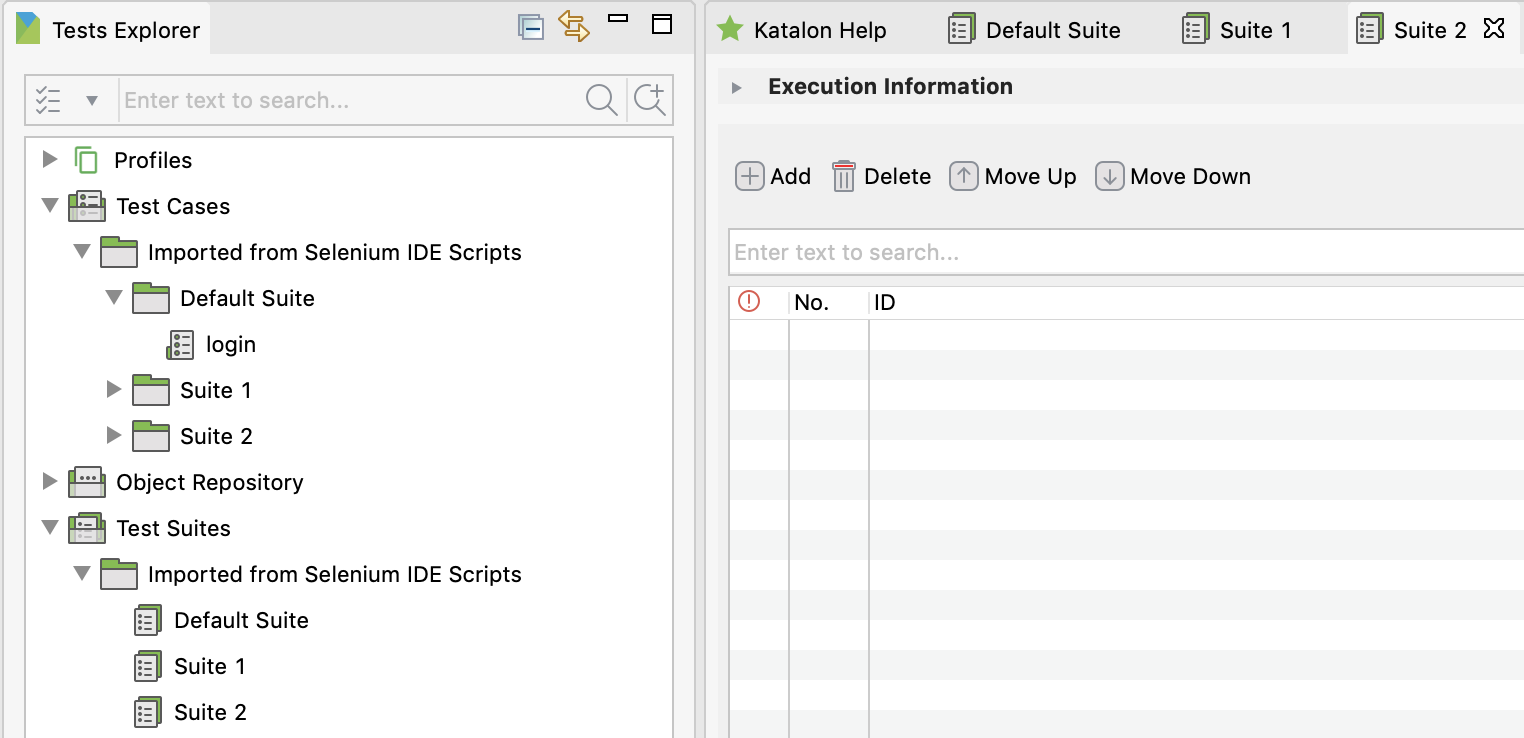 Tests Explorer
Enter text to search...
Profiles
Test Cases
Imported from Selenium IDE Scripts
Default Suite
login
Suite 1
Suite 2
Object Repository
Test Suites
Imported from Selenium IDE Scripts
Default Suite
Suite 1
Suite 2
Katalon Help Default Suite Suite 1 Suite 2
Execution Information
Add Delete Move Up Move Down
Enter text to search...
No. ID